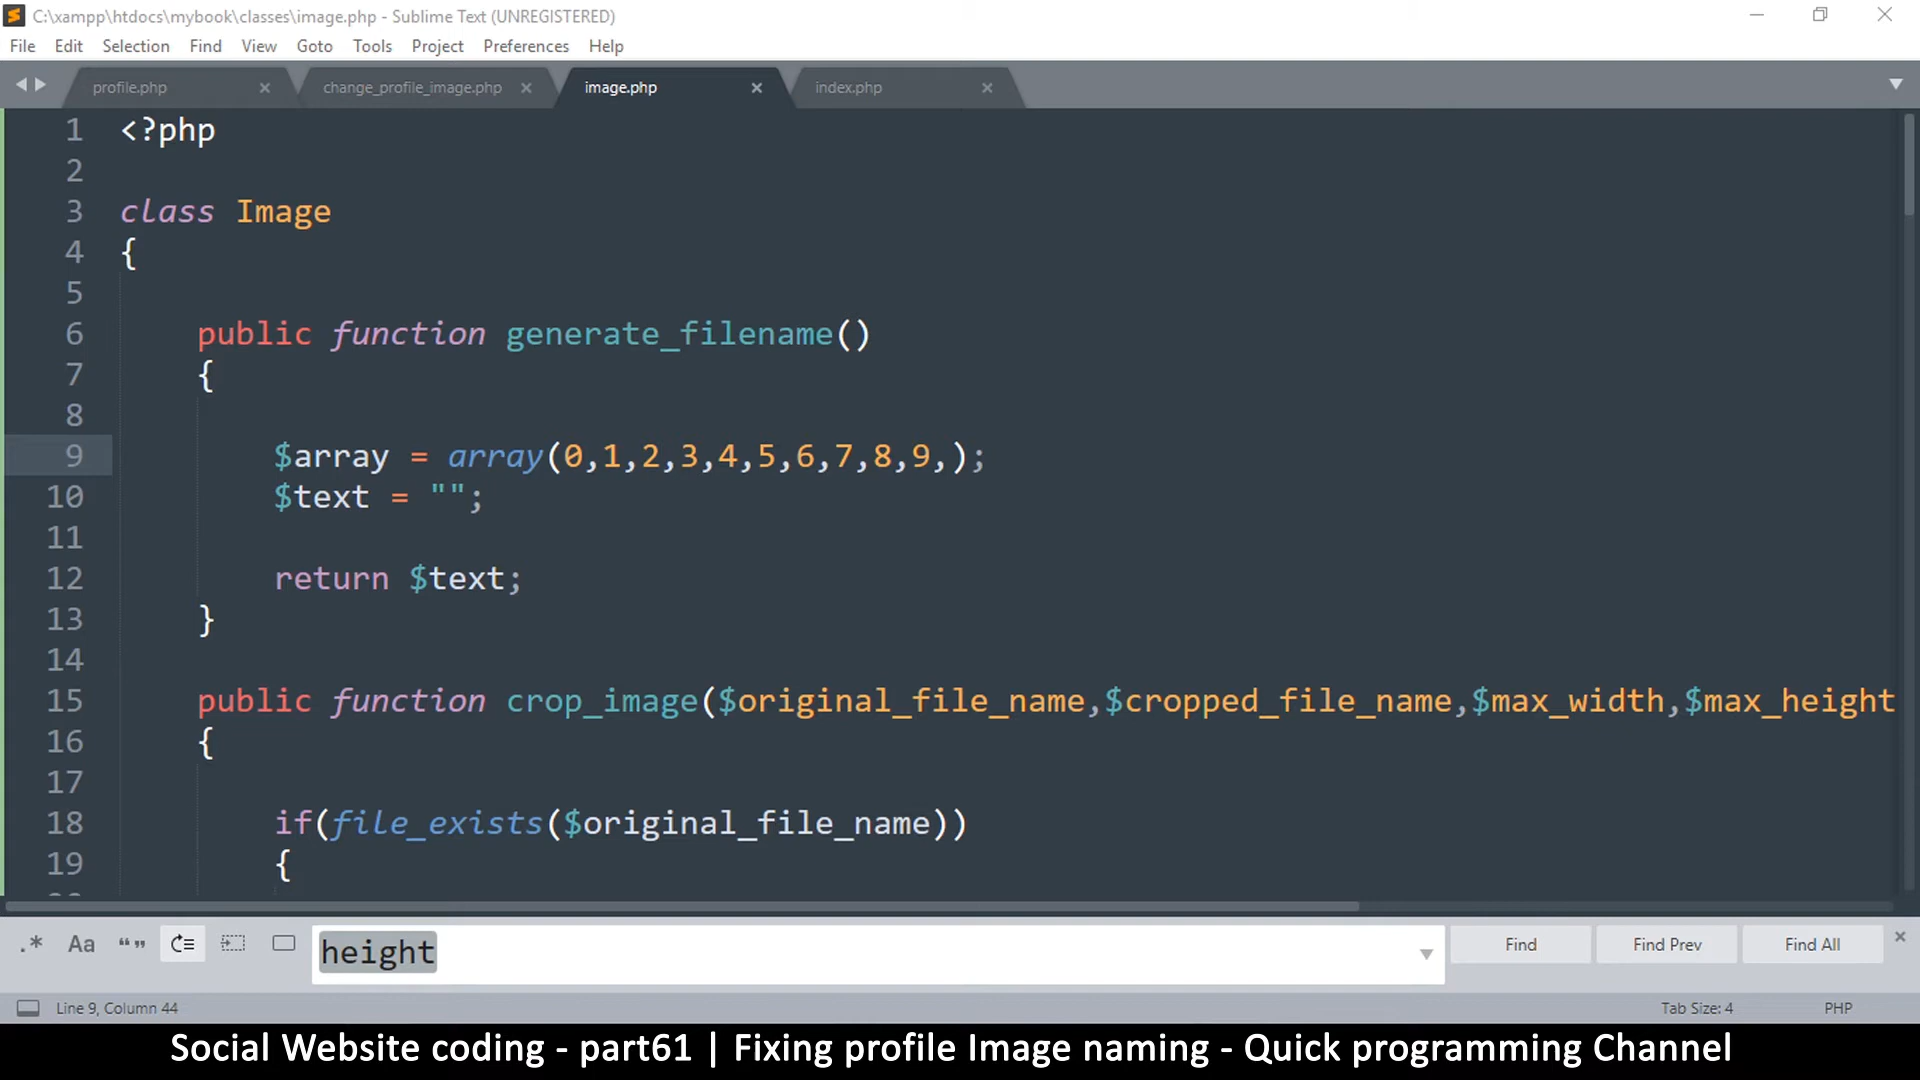 C:\xampp\htdocs\mybook\classes\image.php - Sublime Text (UNREGISTERED)
File Edit Selection Find View Goto Tools Project Preferences Help
profile.php change_profile_image.php image.php index.php
1 <?php
2
3 class Image
4 {
5
6 public function generate_filename()
7 {
8
9 $array = array(0,1,2,3,4,5,6,7,8,9,);
10 $text = "";
11
12 return $text;
13 }
14
15 public function crop_image($original_file_name,$cropped_file_name,$max_width,$max_height
16 {
17
18 if(file_exists($original_file_name))
19 {
.* Aa “” height Find Find Prev Find All
Line 9, Column 44 Tab Size: 4 PHP
Social Website coding - part61 | Fixing profile Image naming - Quick programming Channel